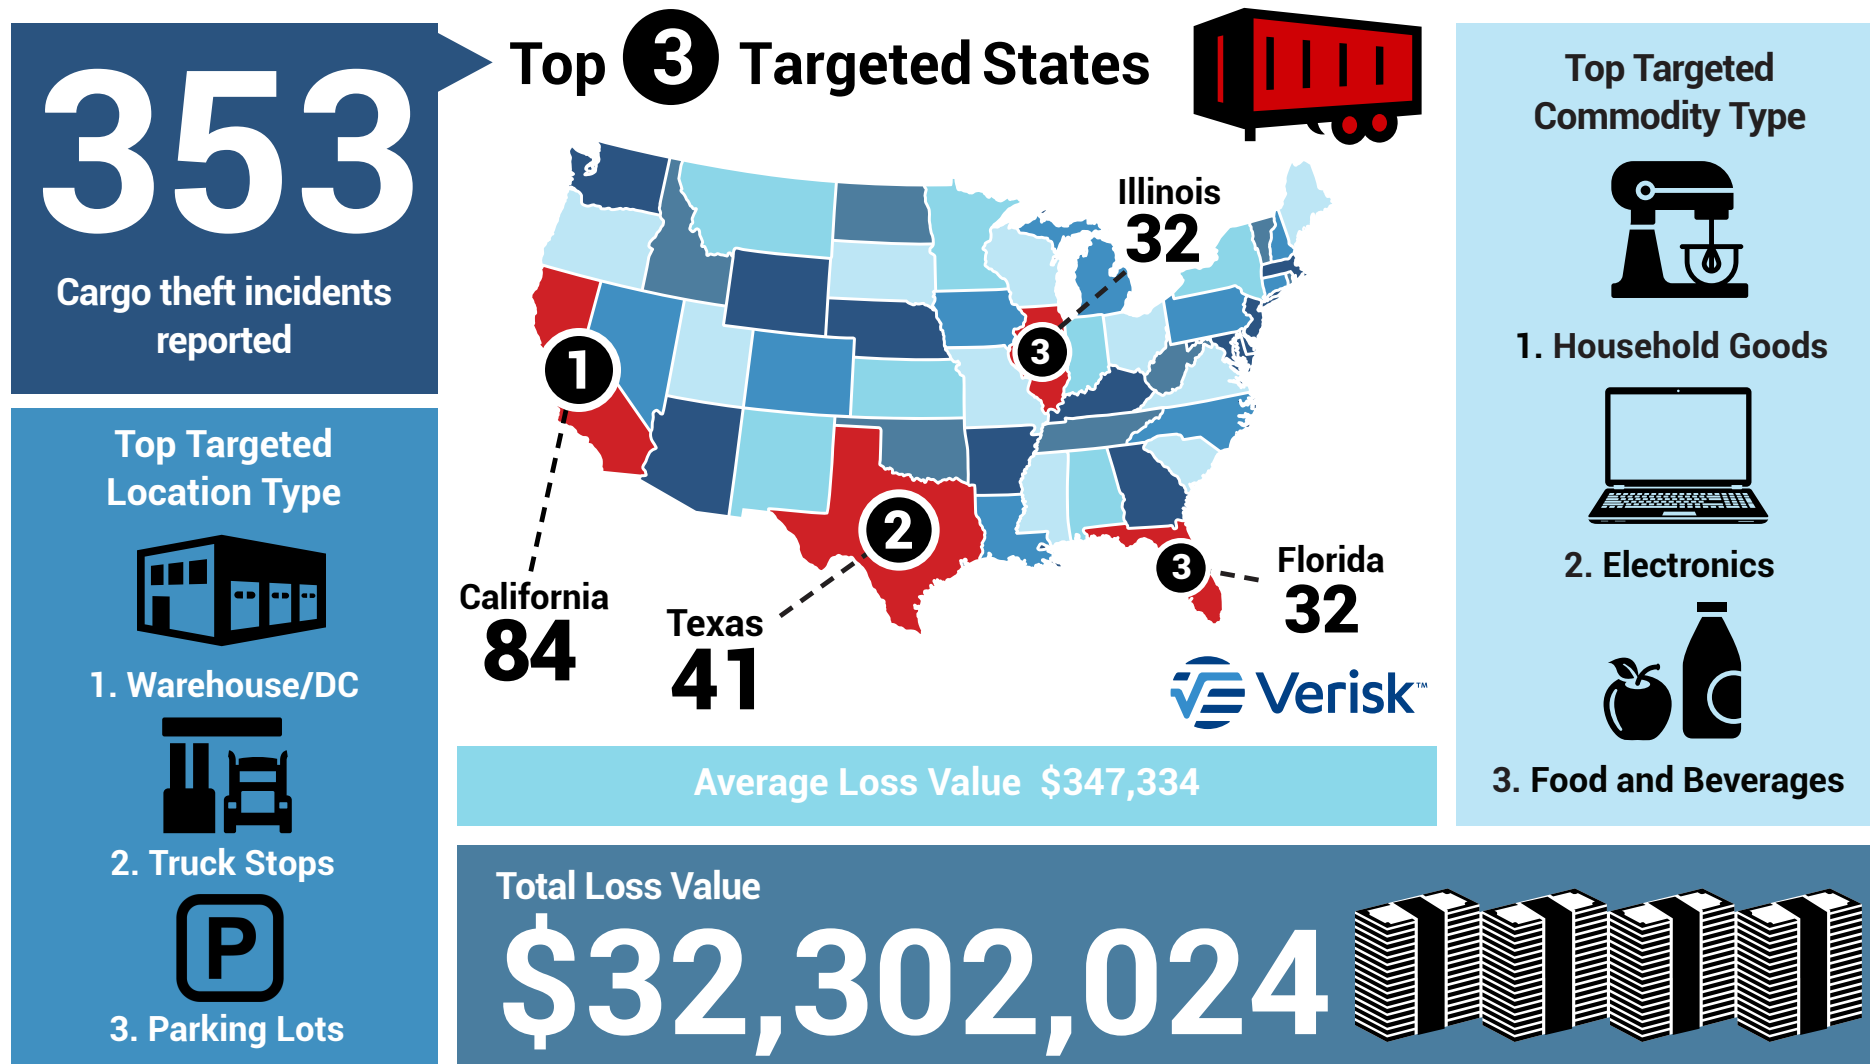 353
Cargo theft incidents
reported
Top 3 Targeted States
Illinois
32
3
1
2
3
California
84
Texas
41
Florida
32
Verisk™
Top Targeted
Location Type
1. Warehouse/DC
2. Truck Stops
P
3. Parking Lots
Top Targeted
Commodity Type
1. Household Goods
2. Electronics
3. Food and Beverages
Average Loss Value $347,334
Total Loss Value
$32,302,024